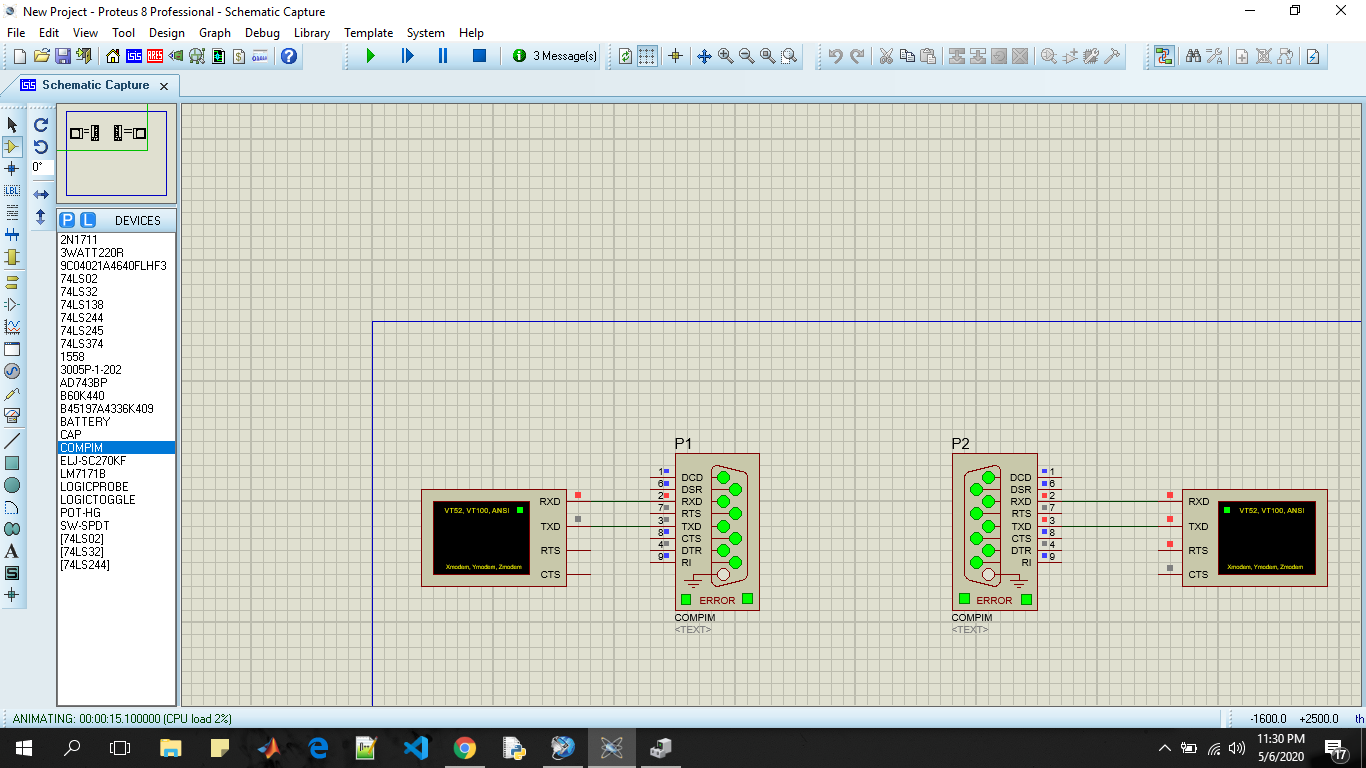 New Project - Proteus 8 Professional - Schematic Capture
File Edit View Tool Design Graph Debug Library Template System Help
3 Message(s)
Schematic Capture
0°
LBL
P L DEVICES
2N1711
3WATT220R
9C04021A4640FLHF3
74LS02
74LS32
74LS138
74LS244
74LS245
74LS374
1558
3005P-1-202
AD743BP
B60K440
B45197A4336K409
BATTERY
CAP
COMPIM
ELJ-SC270KF
LM7171B
LOGICPROBE
LOGICTOGGLE
POT-HG
SW-SPDT
[74LS02]
[74LS32]
[74LS244]
A
S
VT52, VT100, ANSI
Xmodem, Ymodem, Zmodem
RXD
TXD
RTS
CTS
P1
1 DCD
6 DSR
2 RXD
7 RTS
3 TXD
8 CTS
4 DTR
9 RI
ERROR
COMPIM
<TEXT>
P2
DCD 1
DSR 6
RXD 2
RTS 7
TXD 3
CTS 8
DTR 4
RI 9
ERROR
COMPIM
<TEXT>
RXD
TXD
RTS
CTS
VT52, VT100, ANSI
Xmodem, Ymodem, Zmodem
ANIMATING: 00:00:15.100000 (CPU load 2%)
-1600.0 +2500.0 th
11:30 PM
5/6/2020
17